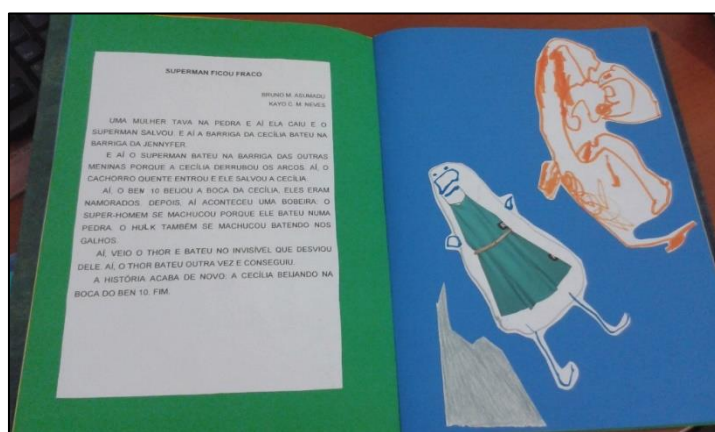 SUPERMAN FICOU FRACO
BRUNO M. ASUMADU
KAYO C. M. NEVES
UMA MULHER TAVA NA PEDRA E AÍ ELA CAIU E O
SUPERMAN SALVOU. E AÍ A BARRIGA DA CECÍLIA BATEU NA
BARRIGA DA JENNYFER.
E AÍ O SUPERMAN BATEU NA BARRIGA DAS OUTRAS
MENINAS PORQUE A CECÍLIA DERRUBOU OS ARCOS. AÍ, O
CACHORRO QUENTE ENTROU E ELE SALVOU A CECÍLIA.
AÍ, O BEN 10 BEIJOU A BOCA DA CECÍLIA, ELES ERAM
NAMORADOS. DEPOIS, AÍ ACONTECEU UMA BOBEIRA: O
SUPER-HOMEM SE MACHUCOU PORQUE ELE BATEU NUMA
PEDRA. O HULK TAMBÉM SE MACHUCOU BATENDO NOS
GALHOS.
AÍ, VEIO O THOR E BATEU NO INVISÍVEL QUE DESVIOU
DELE. AÍ, O THOR BATEU OUTRA VEZ E CONSEGUIU.
A HISTÓRIA ACABA DE NOVO: A CECÍLIA BEIJANDO NA
BOCA DO BEN 10. FIM.